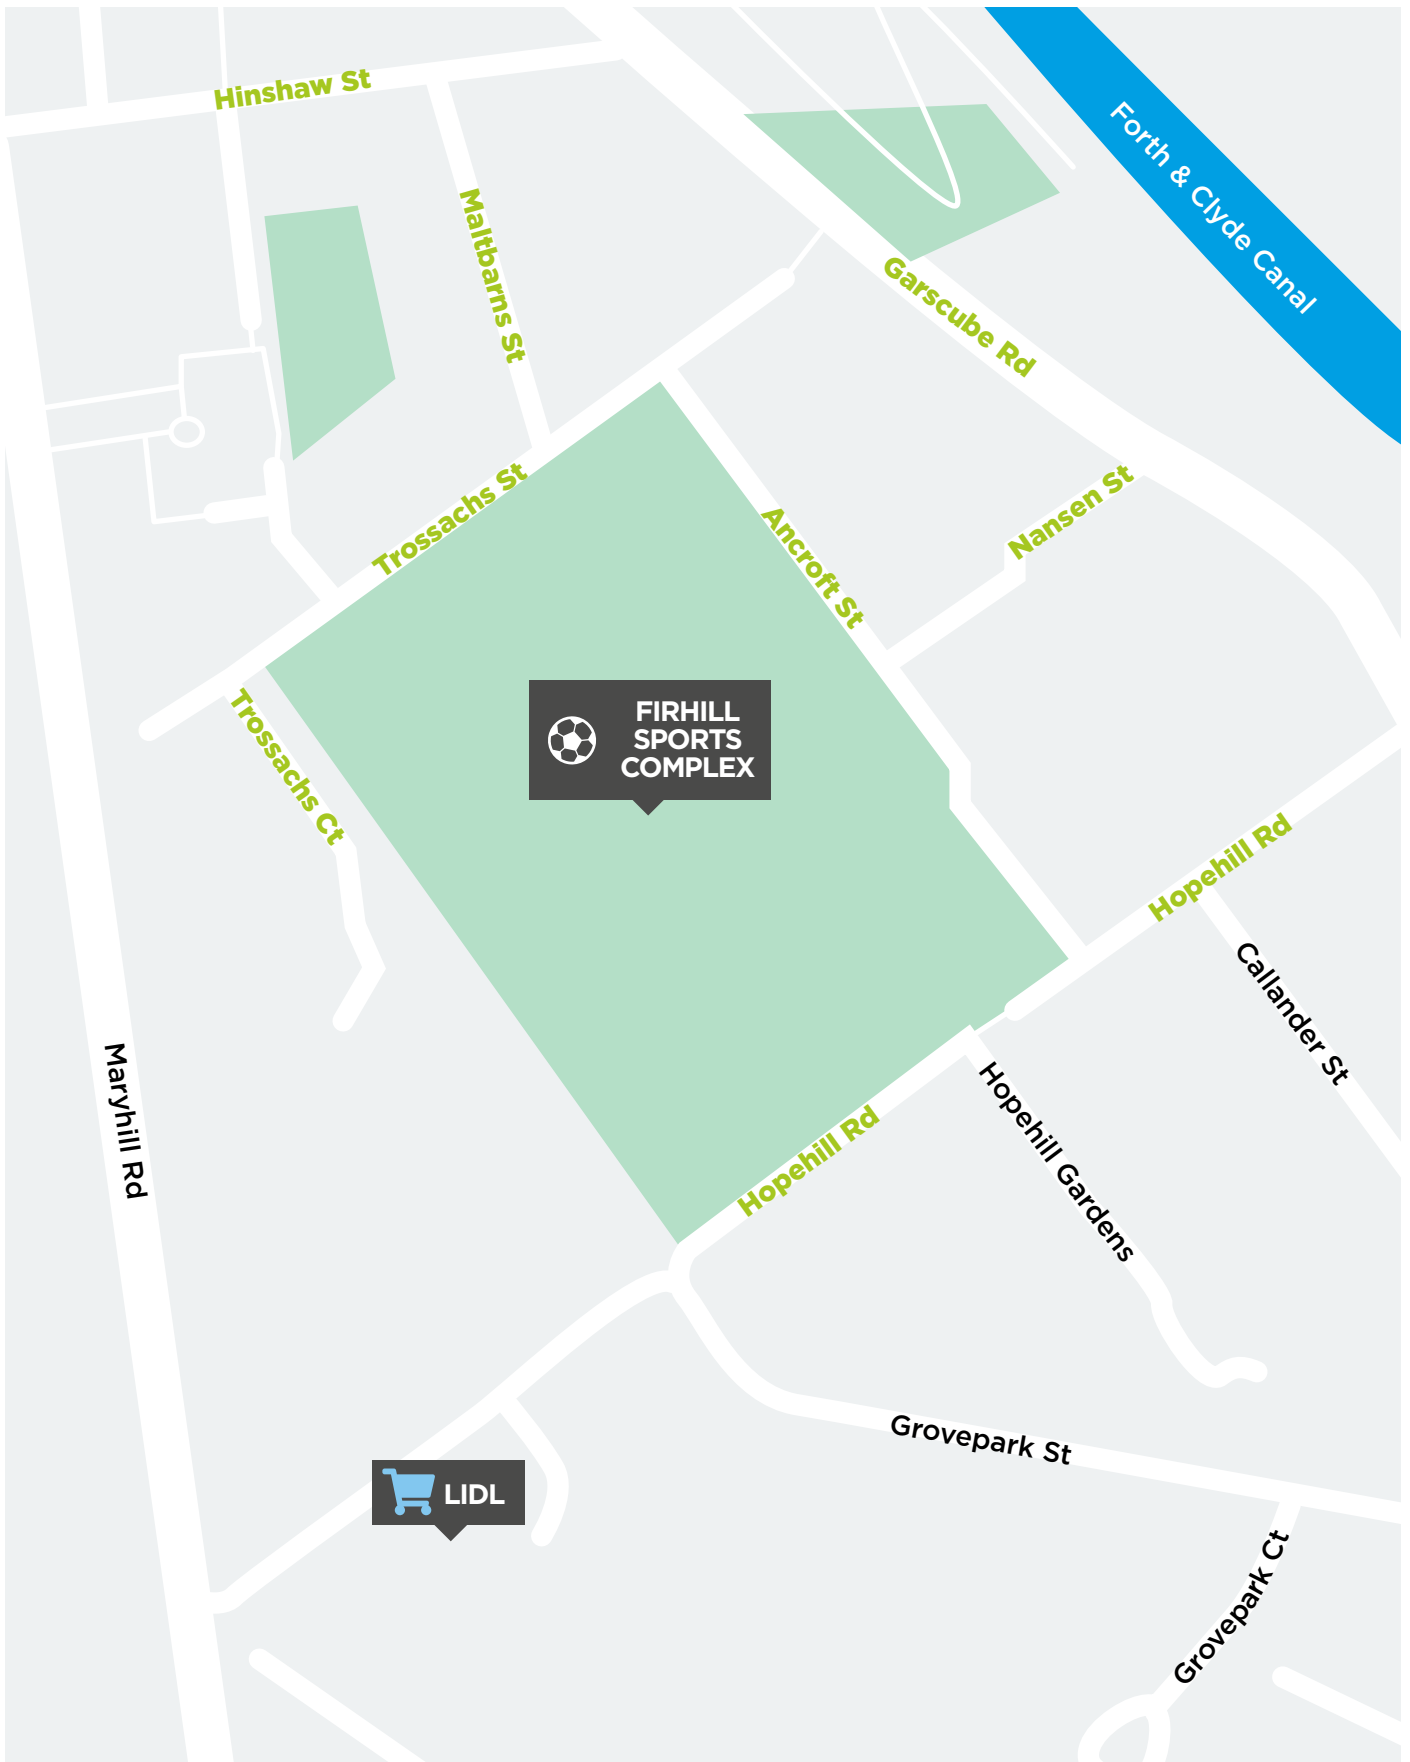 Hinshaw St
Forth & Clyde Canal
Maltbarns St
Garscube Rd
Trossachs St
Nansen St
Ancroft St
Trossachs Ct
FIRHILL
SPORTS
COMPLEX
Hopehill Rd
Callander St
Maryhill Rd
Hopehill Rd
Hopehill Gardens
Grovepark St
LIDL
Grovepark Ct